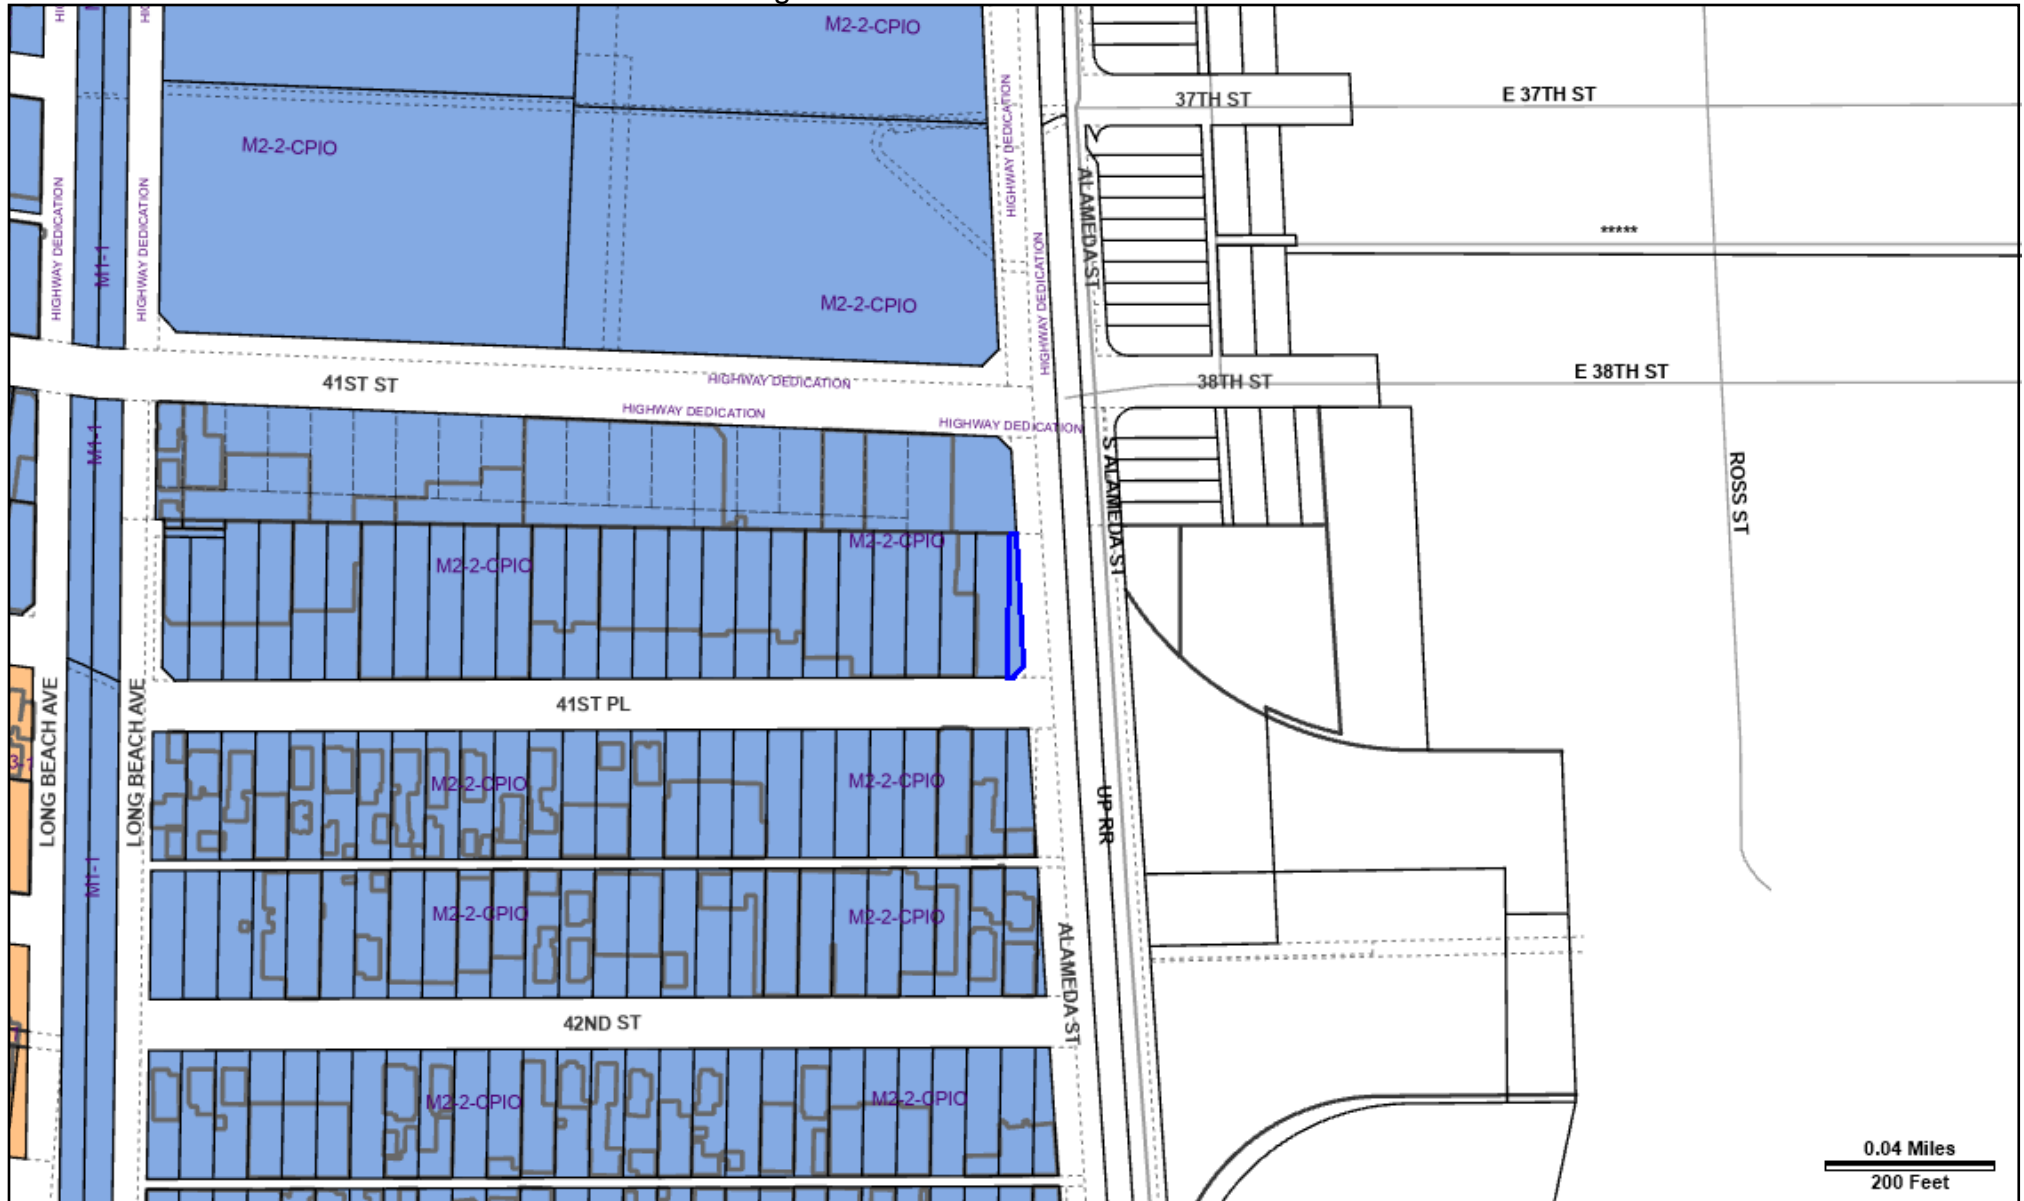 M2-2-CPIO
HIGHWAY DEDICATION
37TH ST
E 37TH ST
M2-2-CPIO
HIGHWAY DEDICATION
HIGHWAY DEDICATION
ALAMEDA ST
*****
M1-1
HIGHWAY DEDICATION
M2-2-CPIO
41ST ST
HIGHWAY DEDICATION
HIGHWAY DEDICATION
38TH ST
E 38TH ST
HIGHWAY DEDICATION
HIGHWAY DEDICATION
M1-1
S ALAMEDA ST
ROSS ST
M2-2-CPIO
M2-2-CPIO
41ST PL
LONG BEACH AVE
LONG BEACH AVE
M2-2-CPIO
M2-2-CPIO
UP RR
M1-1
M2-2-CPIO
M2-2-CPIO
ALAMEDA ST
42ND ST
M2-2-CPIO
M2-2-CPIO
0.04 Miles
200 Feet